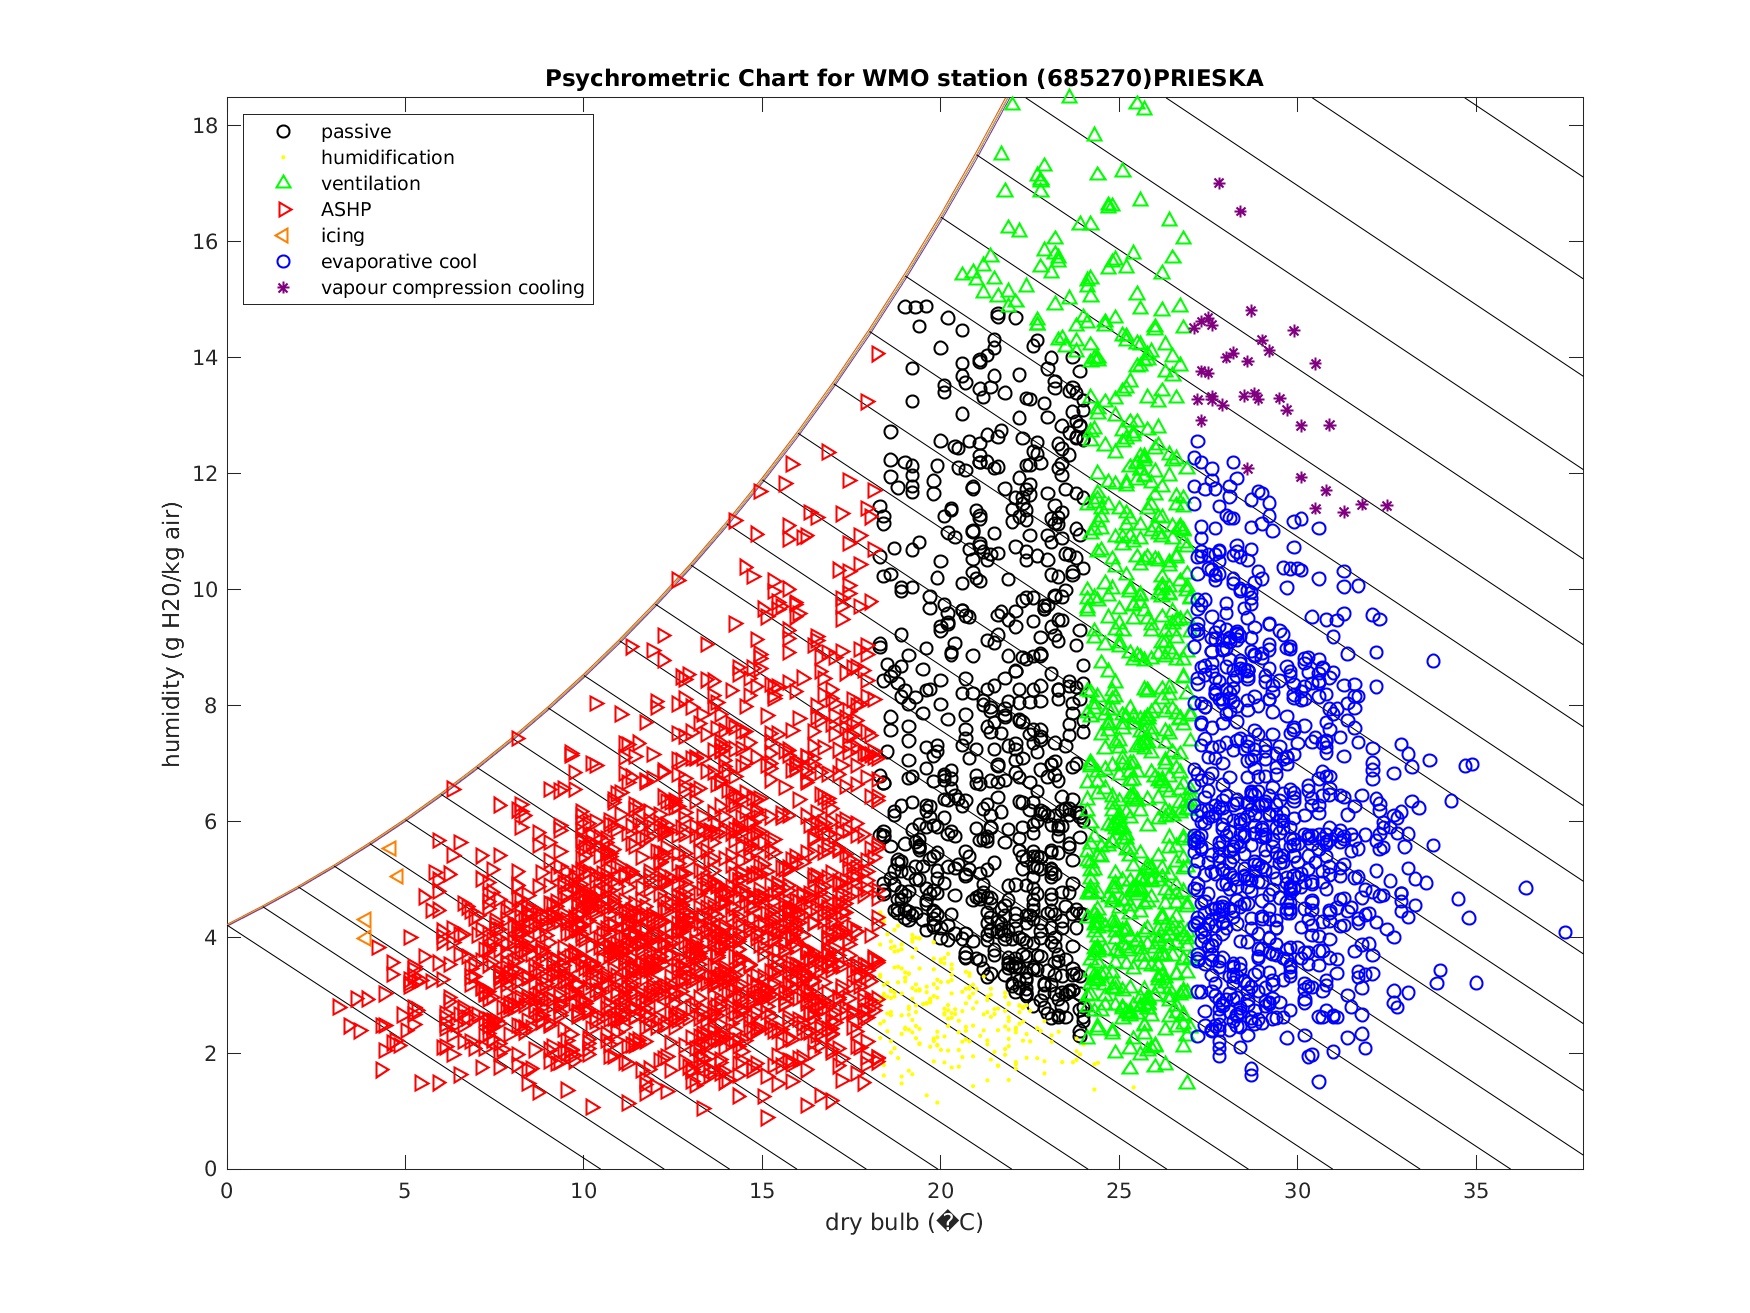 Psychrometric Chart for WMO station (685270)PRIESKA
passive
humidification
ventilation
ASHP
icing
evaporative cool
vapour compression cooling
humidity (g H20/kg air)
18
16
14
12
10
8
6
4
2
0
0 5 10 15 20 25 30 35
dry bulb (�C)